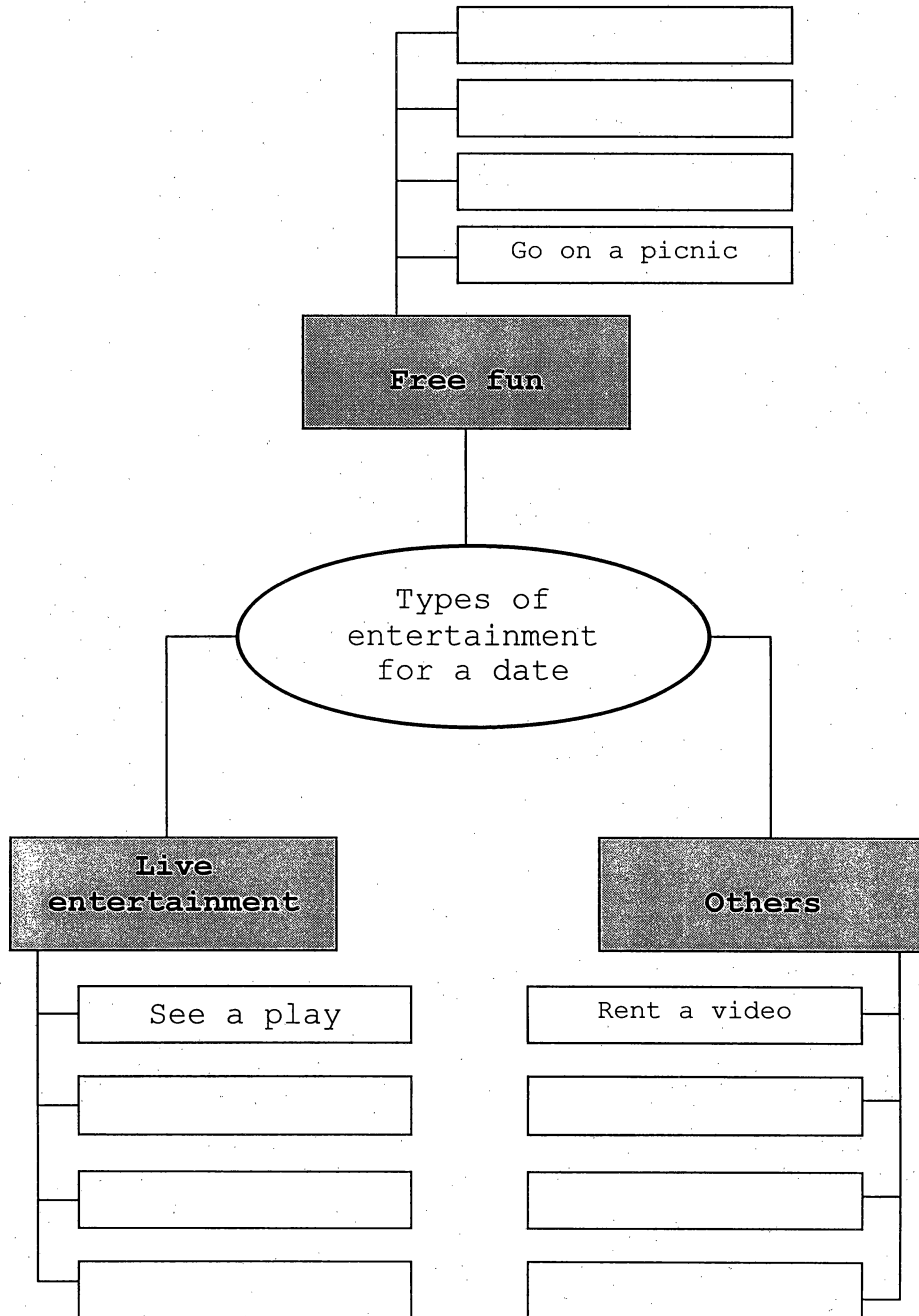 Go on a picnic
Free fun
Types of
entertainment
for a date
Live
entertainment
See a play
Others
Rent a video